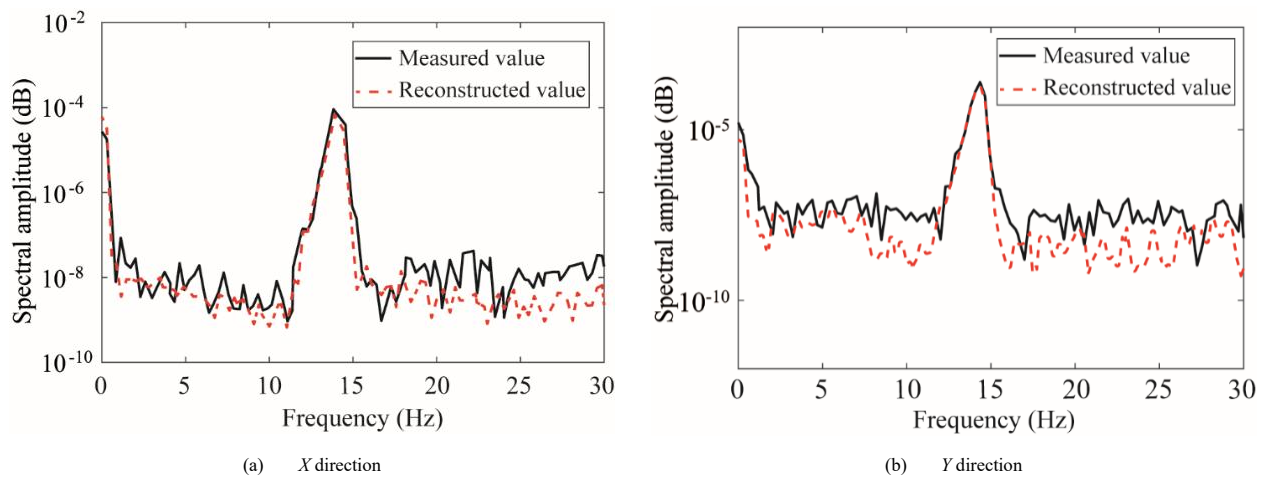 10-2
10-4
10-6
10-8
10-10
Spectral amplitude (dB)
Measured value
Reconstructed value
0 5 10 15 20 25 30
Frequency (Hz)
(a) X direction
10-5
10-10
Spectral amplitude (dB)
Measured value
Reconstructed value
0 5 10 15 20 25 30
Frequency (Hz)
(b) Y direction